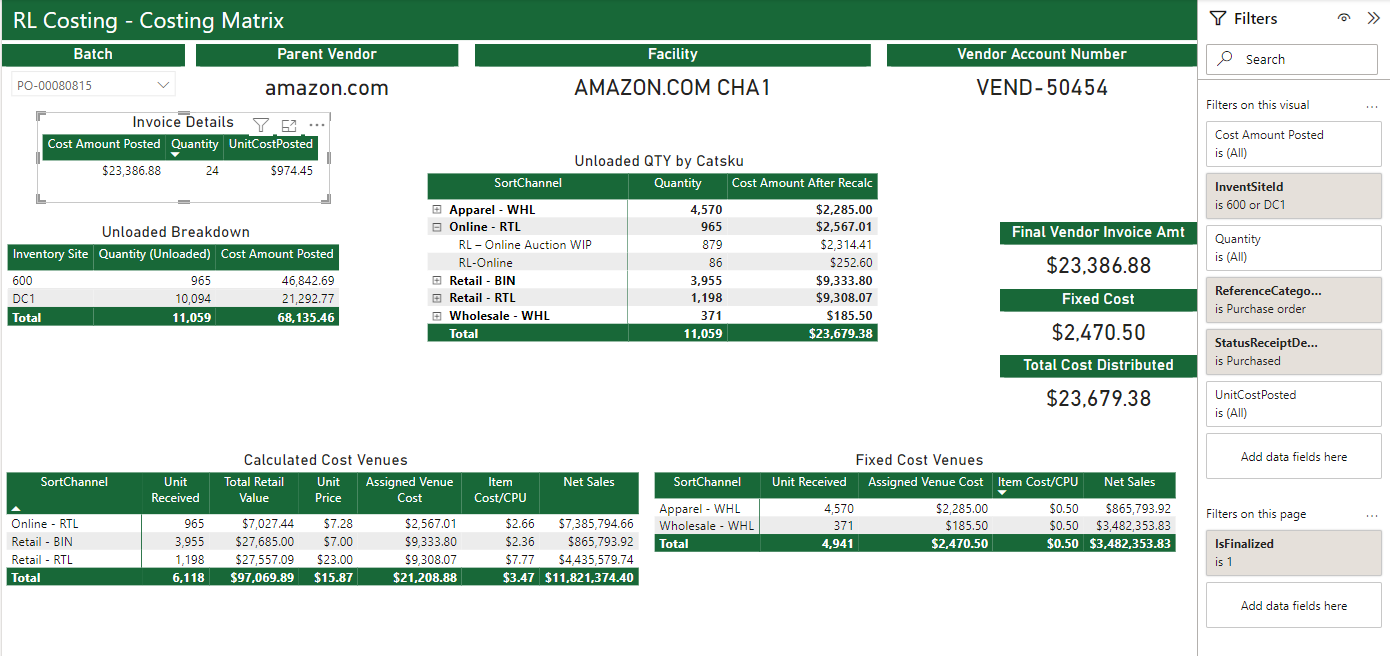 RL Costing - Costing Matrix
Batch
Parent Vendor
Facility
Vendor Account Number
PO-00080815
amazon.com
AMAZON.COM CHA1
VEND-50454
Invoice Details
Cost Amount Posted Quantity UnitCostPosted
$23,386.88 24 $974.45
Unloaded Breakdown
Inventory Site Quantity (Unloaded) Cost Amount Posted
600 965 46,842.69
DC1 10,094 21,292.77
Total 11,059 68,135.46
Unloaded QTY by Catsku
SortChannel Quantity Cost Amount After Recalc
Apparel - WHL 4,570 $2,285.00
Online - RTL 965 $2,567.01
RL – Online Auction WIP 879 $2,314.41
RL-Online 86 $252.60
Retail - BIN 3,955 $9,333.80
Retail - RTL 1,198 $9,308.07
Wholesale - WHL 371 $185.50
Total 11,059 $23,679.38
Final Vendor Invoice Amt
$23,386.88
Fixed Cost
$2,470.50
Total Cost Distributed
$23,679.38
Calculated Cost Venues
SortChannel Unit Total Retail Unit Assigned Venue Item Net Sales
Received Value Price Cost Cost/CPU
Online - RTL 965 $7,027.44 $7.28 $2,567.01 $2.66 $7,385,794.66
Retail - BIN 3,955 $27,685.00 $7.00 $9,333.80 $2.36 $865,793.92
Retail - RTL 1,198 $27,557.09 $23.00 $9,308.07 $7.77 $4,435,579.74
Total 6,118 $97,069.89 $15.87 $21,208.88 $3.47 $11,821,374.40
Fixed Cost Venues
SortChannel Unit Received Assigned Venue Cost Item Cost/CPU Net Sales
Apparel - WHL 4,570 $2,285.00 $0.50 $865,793.92
Wholesale - WHL 371 $185.50 $0.50 $3,482,353.83
Total 4,941 $2,470.50 $0.50 $3,482,353.83
Filters
Search
Filters on this visual
Cost Amount Posted
is (All)
InventSiteId
is 600 or DC1
Quantity
is (All)
ReferenceCatego...
is Purchase order
StatusReceiptDe...
is Purchased
UnitCostPosted
is (All)
Add data fields here
Filters on this page
IsFinalized
is 1
Add data fields here